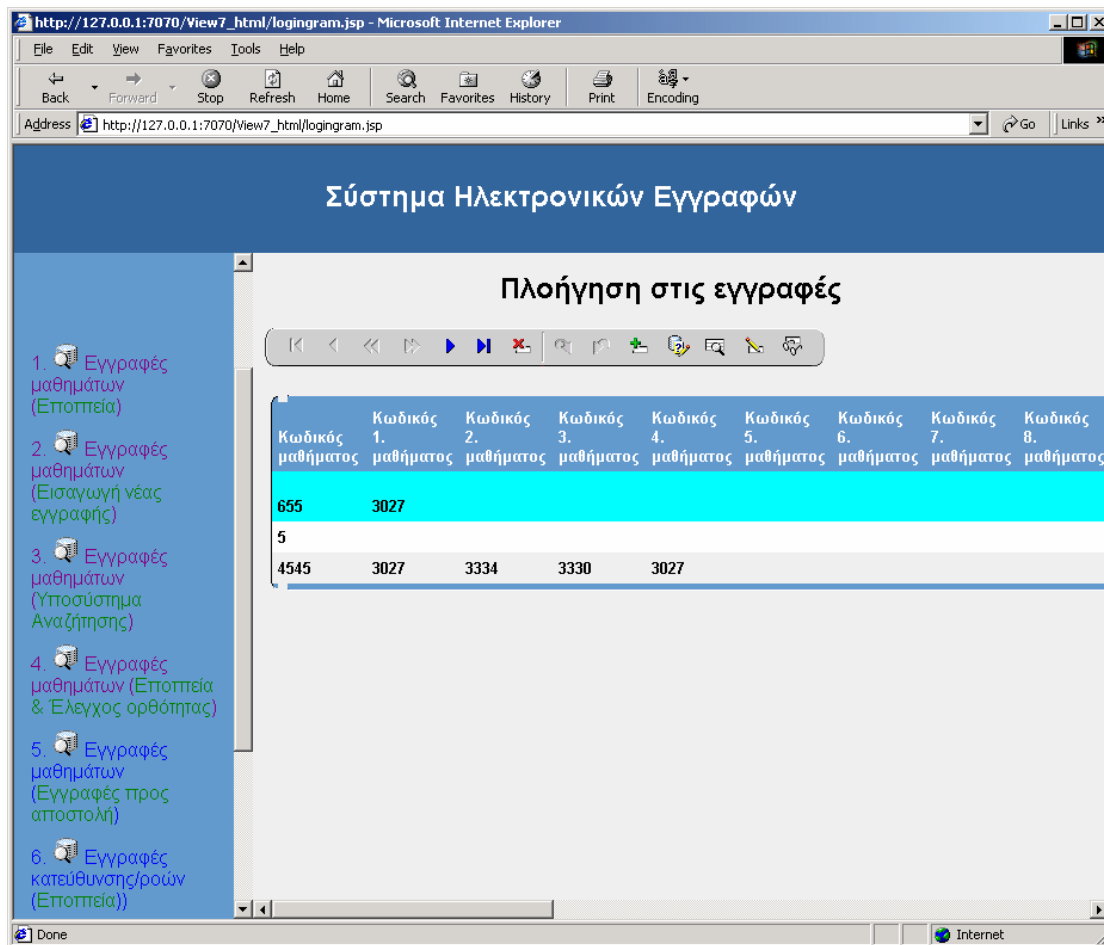 http://127.0.0.1:7070/View7_html/logingram.jsp - Microsoft Internet Explorer
File Edit View Favorites Tools Help
Back Forward Stop Refresh Home Search Favorites History Print Encoding
Address http://127.0.0.1:7070/View7_html/logingram.jsp Go Links »
Σύστημα Ηλεκτρονικών Εγγραφών
1. Εγγραφές
μαθημάτων
(Εποπτεία)
2. Εγγραφές
μαθημάτων
(Εισαγωγή νέας
εγγραφής)
3. Εγγραφές
μαθημάτων
(Υποσύστημα
Αναζήτησης)
4. Εγγραφές
μαθημάτων (Εποπτεία
& Έλεγχος ορθότητας)
5. Εγγραφές
μαθημάτων
(Εγγραφές προς
αποστολή)
6. Εγγραφές
κατεύθυνσης/ροών
(Εποπτεία))
Πλοήγηση στις εγγραφές
Κωδικός Κωδικός Κωδικός Κωδικός Κωδικός Κωδικός Κωδικός Κωδικός
Κωδικός 1. 2. 3. 4. 5. 6. 7. 8.
μαθήματος μαθήματος μαθήματος μαθήματος μαθήματος μαθήματος μαθήματος μαθήματος μαθήματος
655 3027
5
4545 3027 3334 3330 3027
Done Internet